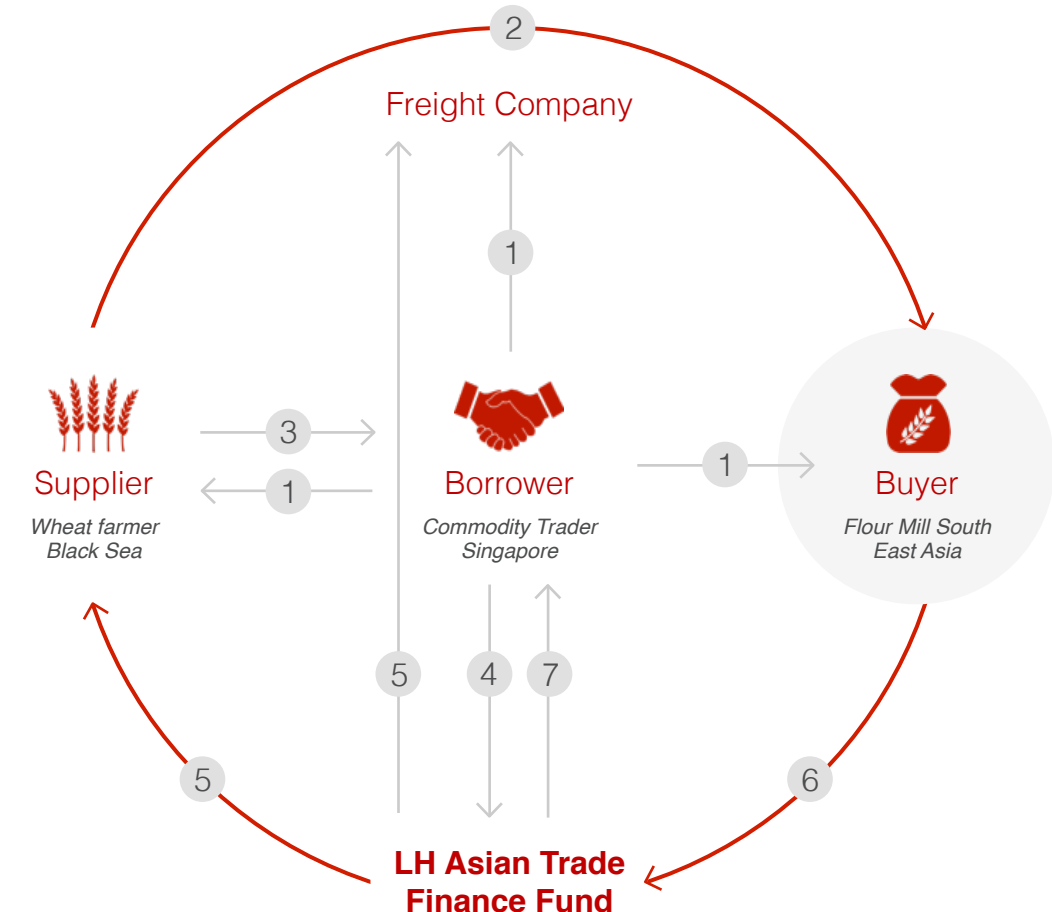 2
Freight Company
1
3
1
1
Supplier
Borrower
Buyer
Wheat farmer
Black Sea
Commodity Trader
Singapore
Flour Mill South
East Asia
5
4
7
5
6
LH Asian Trade
Finance Fund